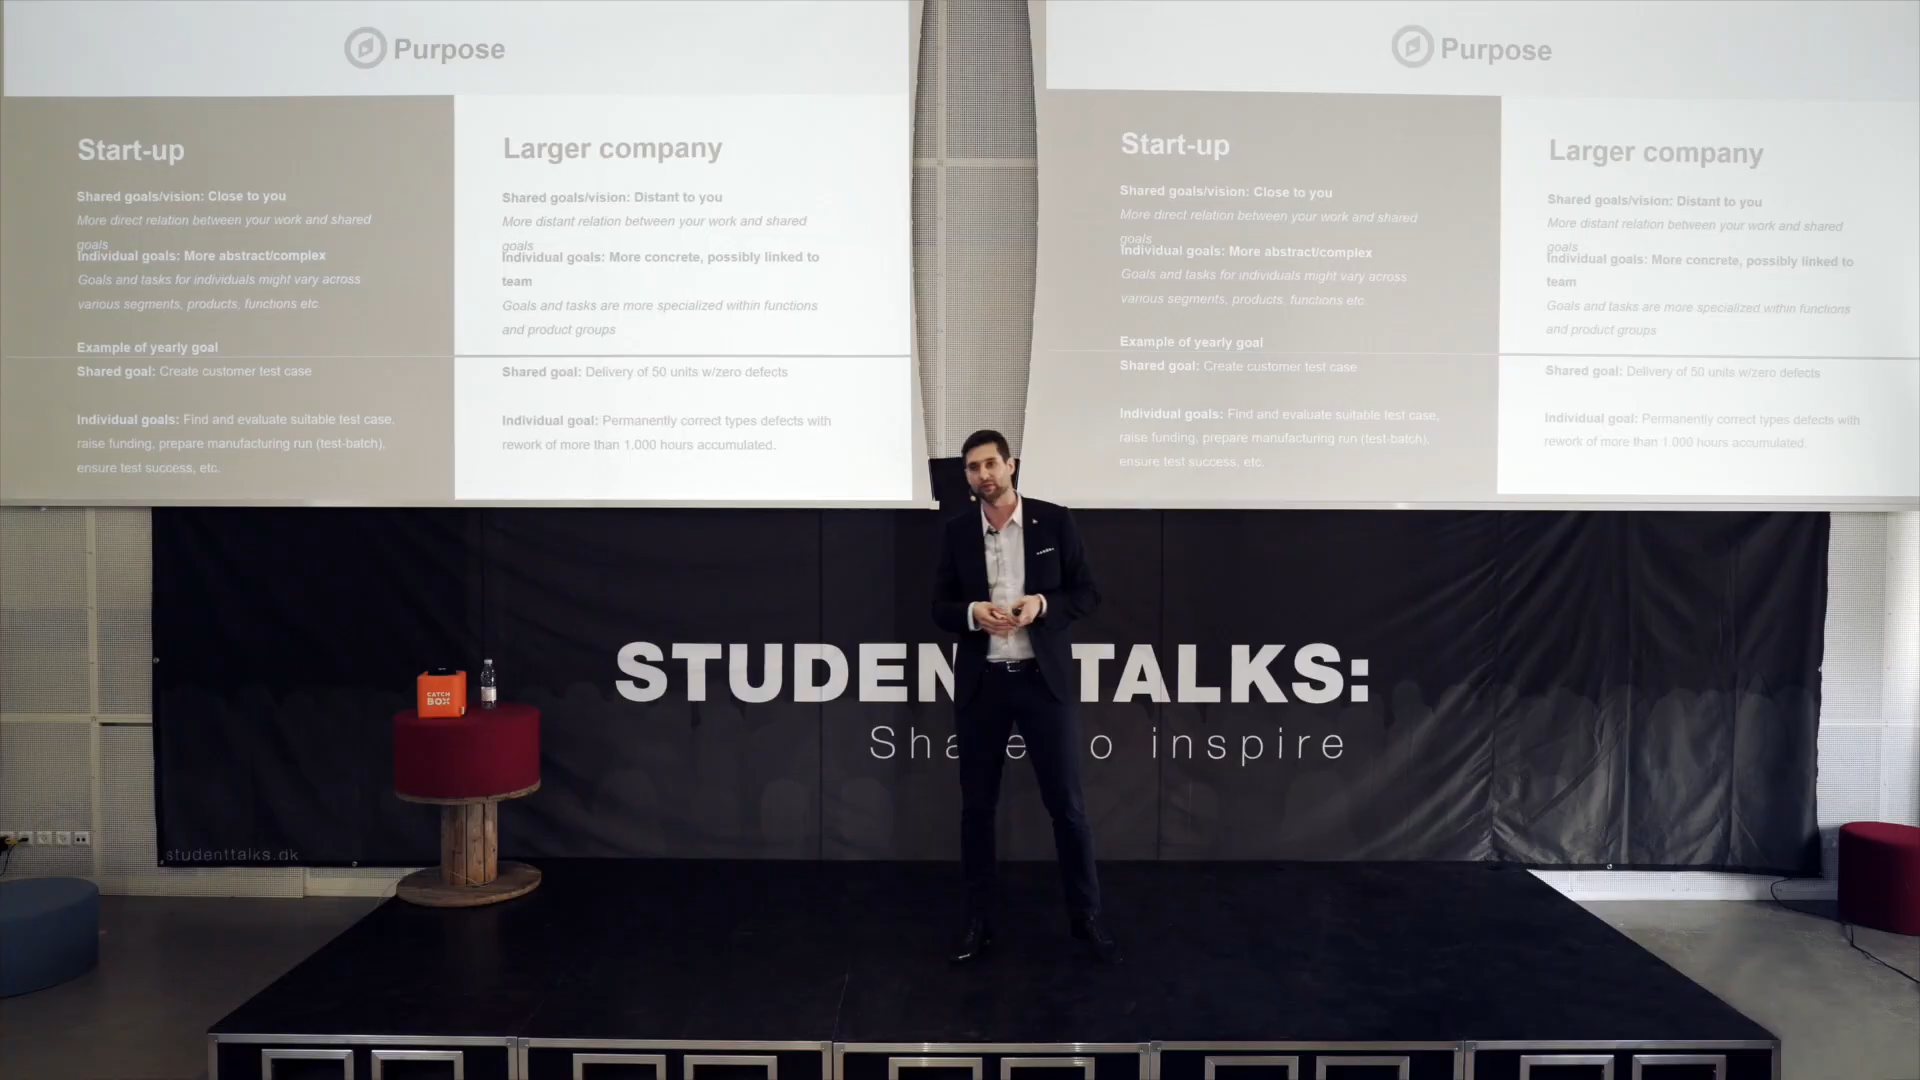 Purpose
Start-up
Shared goals/vision: Close to you
More direct relation between your work and shared
goals
Individual goals: More abstract/complex
Goals and tasks for individuals might vary across
various segments, products, functions etc.
Example of yearly goal
Shared goal: Create customer test case
Individual goals: Find and evaluate suitable test case,
raise funding, prepare manufacturing run (test-batch),
ensure test success, etc.
Larger company
Shared goals/vision: Distant to you
More distant relation between your work and shared
goals
Individual goals: More concrete, possibly linked to
team
Goals and tasks are more specialized within functions
and product groups
Shared goal: Delivery of 50 units w/zero defects
Individual goal: Permanently correct types defects with
rework of more than 1.000 hours accumulated.
Purpose
Start-up
Shared goals/vision: Close to you
More direct relation between your work and shared
goals
Individual goals: More abstract/complex
Goals and tasks for individuals might vary across
various segments, products, functions etc.
Example of yearly goal
Shared goal: Create customer test case
Individual goals: Find and evaluate suitable test case,
raise funding, prepare manufacturing run (test-batch),
ensure test success, etc.
Larger company
Shared goals/vision: Distant to you
More distant relation between your work and shared
goals
Individual goals: More concrete, possibly linked to
team
Goals and tasks are more specialized within functions
and product groups
Shared goal: Delivery of 50 units w/zero defects
Individual goal: Permanently correct types defects with
rework of more than 1.000 hours accumulated.
STUDEN TALKS:
Sha e o inspire
CATCH
BOX
studenttalks.dk